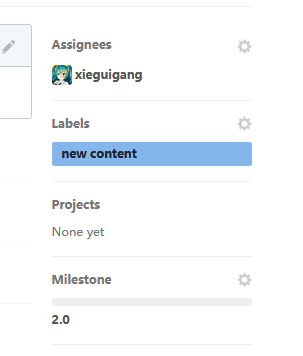 Assignees
xieguigang
Labels
new content
Projects
None yet
Milestone
2.0